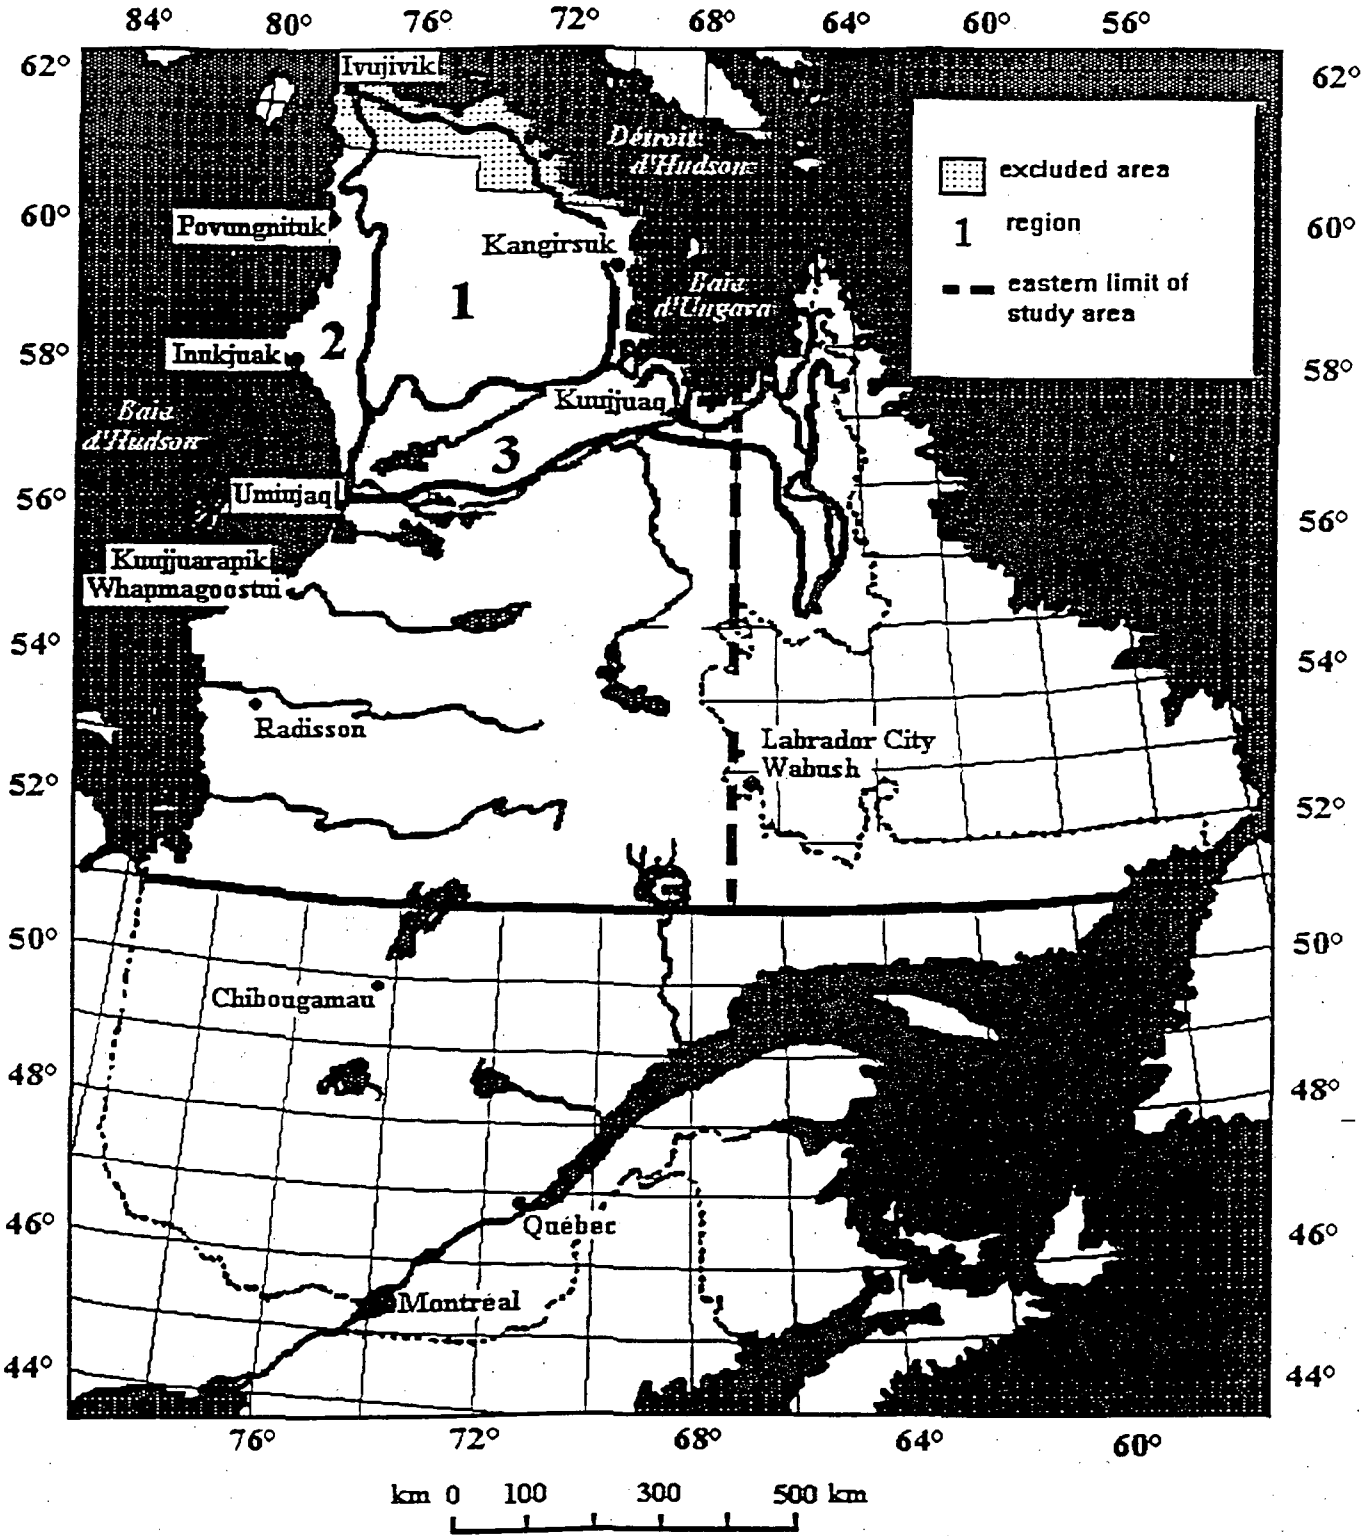 84° 80° 76° 72° 68° 64° 60° 56°
62° 62°
Ivujivik
Détroit
d'Hudson
excluded area
60° 60°
Povungnituk
1 region
Kangirsuk
eastern limit of
study area
Baia
d'Ungava
1
2
58° 58°
Inukjuak
Kuujjuaq
Baia
d'Hudson
3
56° 56°
Umiujaq
Kuujjuarapik
Whapmagoostui
54° 54°
Radisson
Labrador City
Wabush
52° 52°
50° 50°
Chibougamau
48° 48°
46° 46°
Québec
Montréal
44° 44°
76° 72° 68° 64° 60°
km 0 100 300 500 km